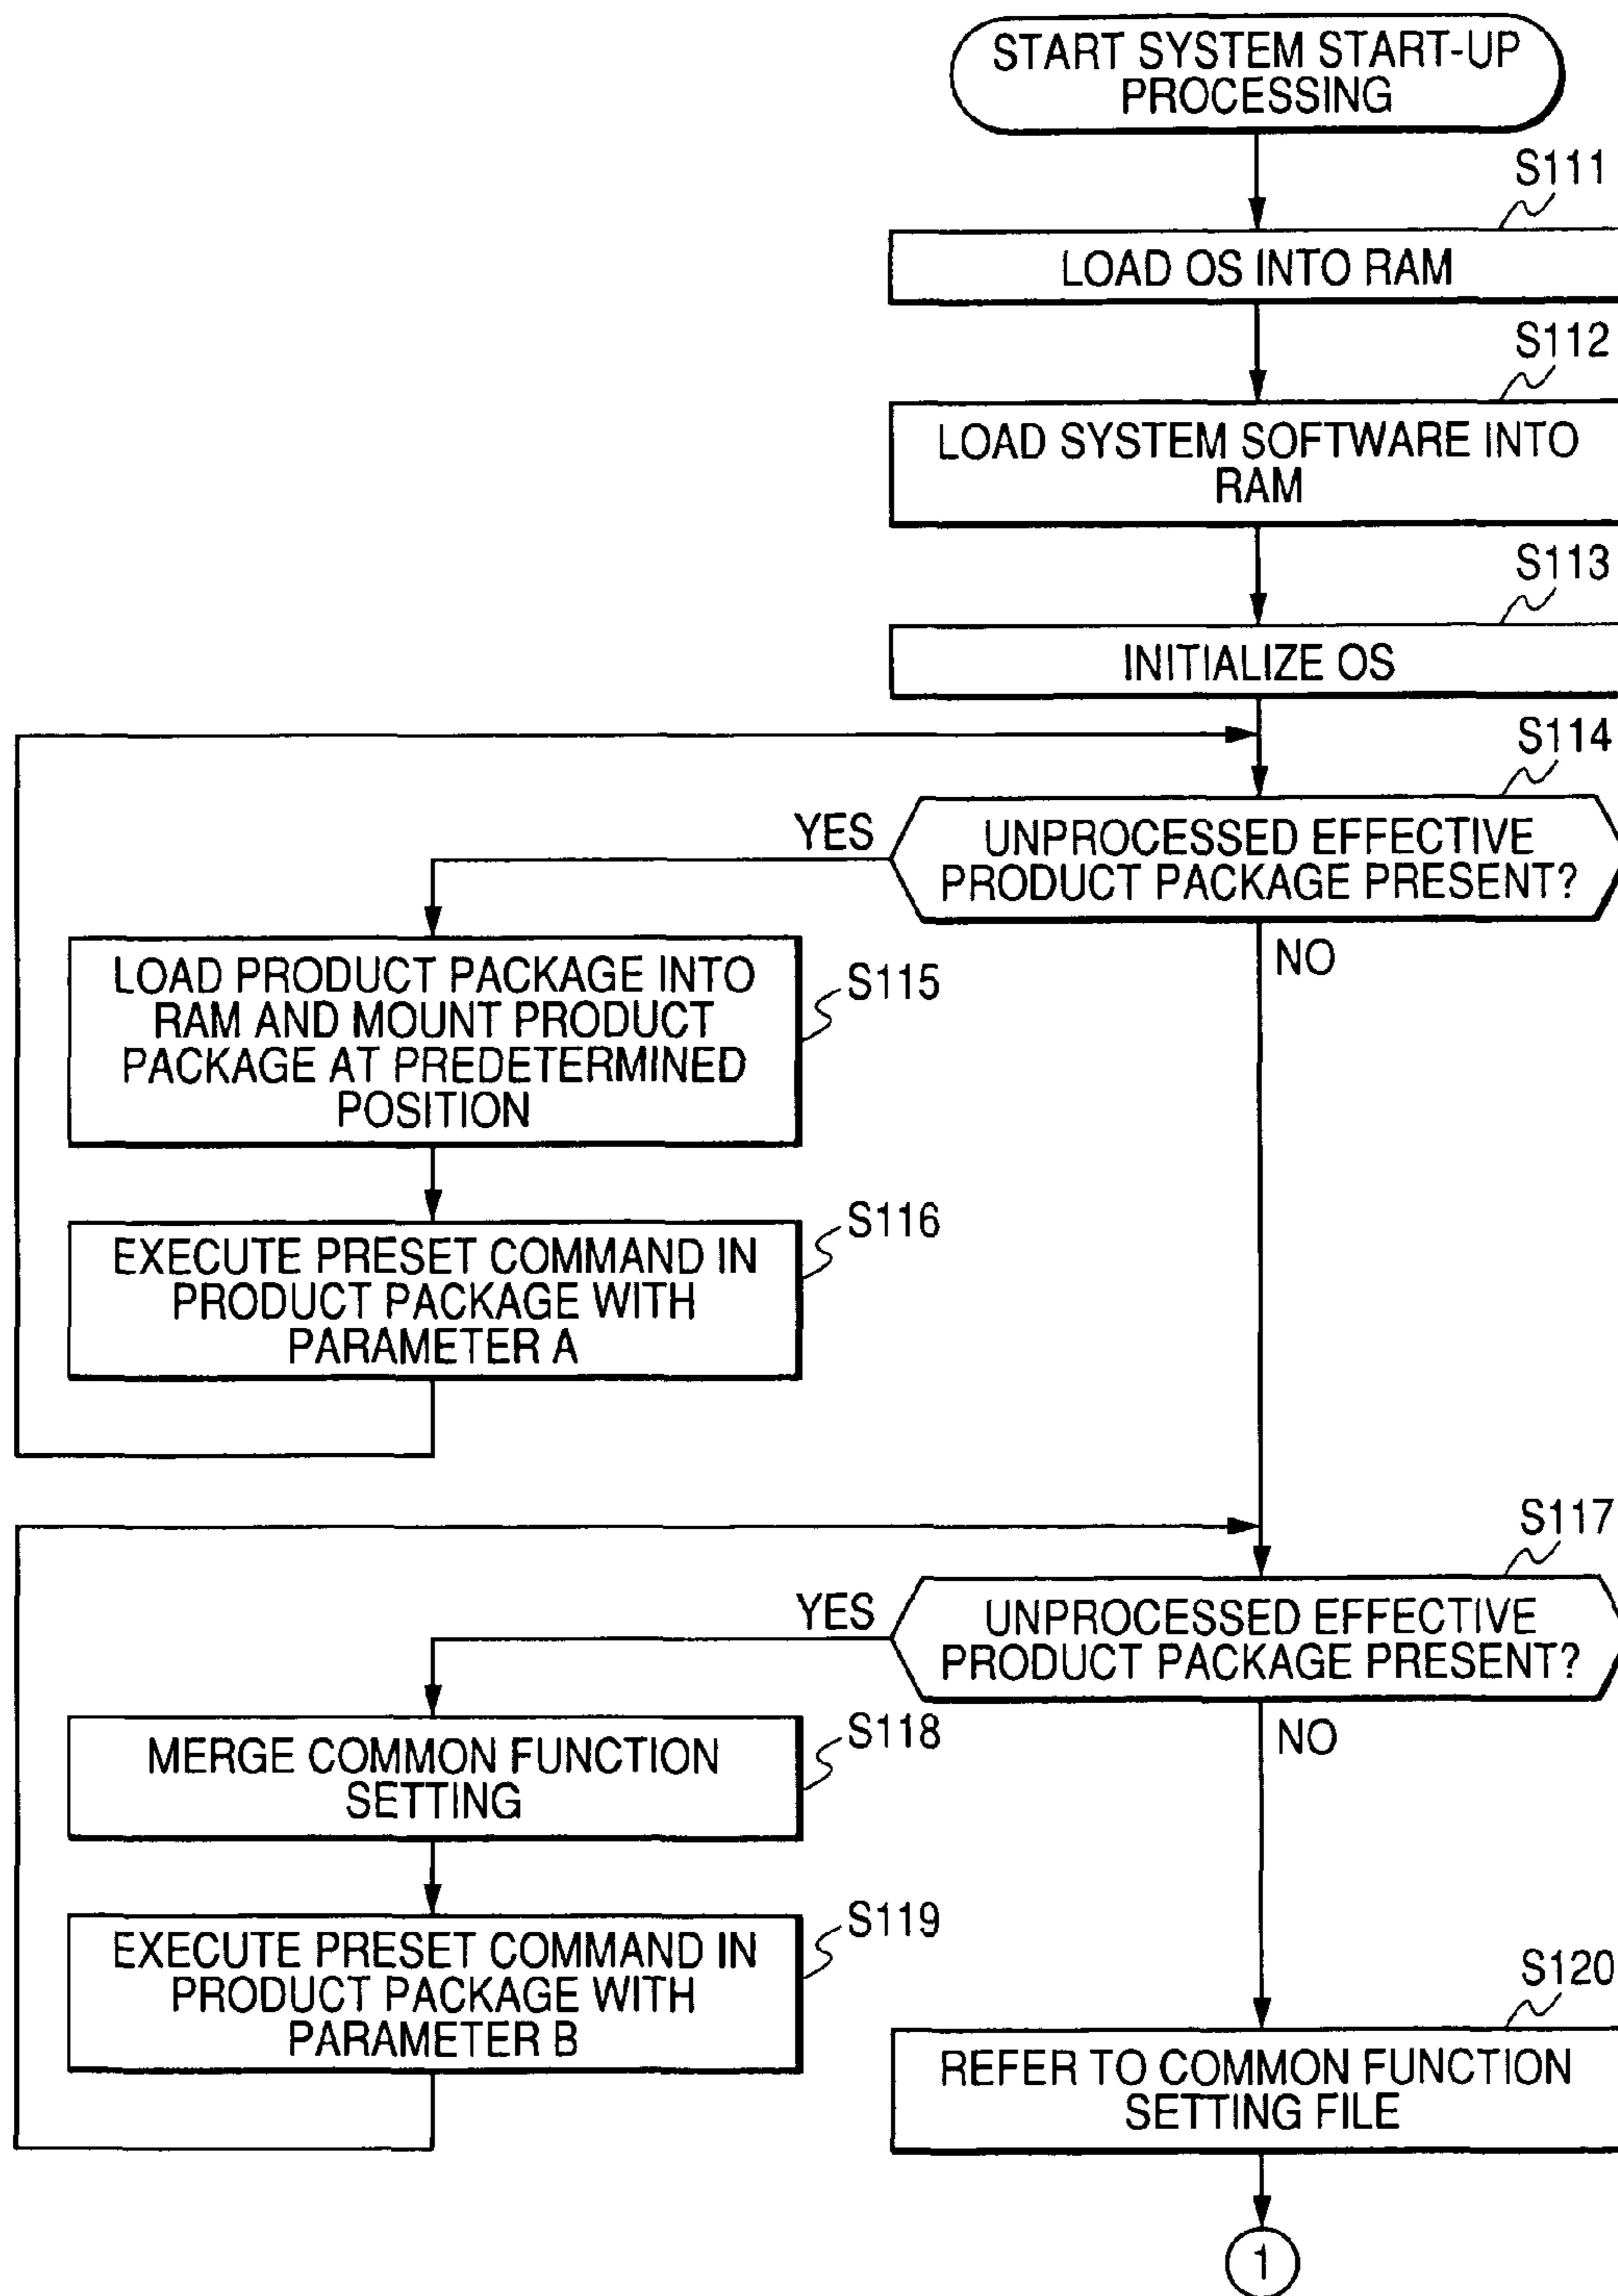 START SYSTEM START-UP
PROCESSING
S111
LOAD OS INTO RAM
S112
LOAD SYSTEM SOFTWARE INTO
RAM
S113
INITIALIZE OS
S114
UNPROCESSED EFFECTIVE
PRODUCT PACKAGE PRESENT?
YES
NO
LOAD PRODUCT PACKAGE INTO
RAM AND MOUNT PRODUCT
PACKAGE AT PREDETERMINED
POSITION
S115
EXECUTE PRESET COMMAND IN
PRODUCT PACKAGE WITH
PARAMETER A
S116
S117
UNPROCESSED EFFECTIVE
PRODUCT PACKAGE PRESENT?
YES
NO
MERGE COMMON FUNCTION
SETTING
S118
EXECUTE PRESET COMMAND IN
PRODUCT PACKAGE WITH
PARAMETER B
S119
S120
REFER TO COMMON FUNCTION
SETTING FILE
1